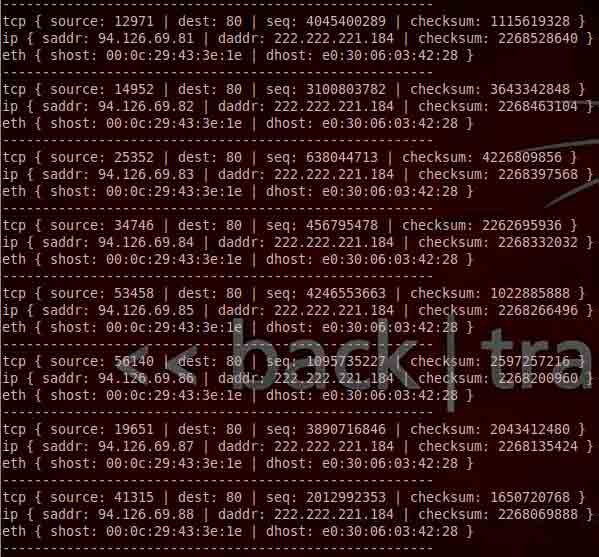 ------------------------------------------------------
tcp { source: 12971 | dest: 80 | seq: 4045400289 | checksum: 1115619328 }
ip { saddr: 94.126.69.81 | daddr: 222.222.221.184 | checksum: 2268528640 }
eth { shost: 00:0c:29:43:3e:1e | dhost: e0:30:06:03:42:28 }
------------------------------------------------------
tcp { source: 14952 | dest: 80 | seq: 3100803782 | checksum: 3643342848 }
ip { saddr: 94.126.69.82 | daddr: 222.222.221.184 | checksum: 2268463104 }
eth { shost: 00:0c:29:43:3e:1e | dhost: e0:30:06:03:42:28 }
------------------------------------------------------
tcp { source: 25352 | dest: 80 | seq: 638044713 | checksum: 4226809856 }
ip { saddr: 94.126.69.83 | daddr: 222.222.221.184 | checksum: 2268397568 }
eth { shost: 00:0c:29:43:3e:1e | dhost: e0:30:06:03:42:28 }
------------------------------------------------------
tcp { source: 34746 | dest: 80 | seq: 456795478 | checksum: 2262695936 }
ip { saddr: 94.126.69.84 | daddr: 222.222.221.184 | checksum: 2268332032 }
eth { shost: 00:0c:29:43:3e:1e | dhost: e0:30:06:03:42:28 }
------------------------------------------------------
tcp { source: 53458 | dest: 80 | seq: 4246553663 | checksum: 1022885888 }
ip { saddr: 94.126.69.85 | daddr: 222.222.221.184 | checksum: 2268266496 }
eth { shost: 00:0c:29:43:3e:1e | dhost: e0:30:06:03:42:28 }
------------------------------------------------------
tcp { source: 56140 | dest: 80 | seq: 1095735227 | checksum: 2597257216 }
ip { saddr: 94.126.69.86 | daddr: 222.222.221.184 | checksum: 2268200960 }
eth { shost: 00:0c:29:43:3e:1e | dhost: e0:30:06:03:42:28 }
<< back | tra
------------------------------------------------------
tcp { source: 19651 | dest: 80 | seq: 3890716846 | checksum: 2043412480 }
ip { saddr: 94.126.69.87 | daddr: 222.222.221.184 | checksum: 2268135424 }
eth { shost: 00:0c:29:43:3e:1e | dhost: e0:30:06:03:42:28 }
------------------------------------------------------
tcp { source: 41315 | dest: 80 | seq: 2012992353 | checksum: 1650720768 }
ip { saddr: 94.126.69.88 | daddr: 222.222.221.184 | checksum: 2268069888 }
eth { shost: 00:0c:29:43:3e:1e | dhost: e0:30:06:03:42:28 }
------------------------------------------------------